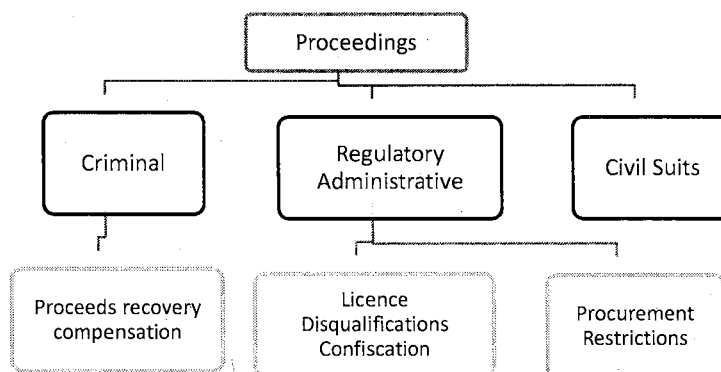 Proceedings
Criminal
Regulatory
Administrative
Civil Suits
Proceeds recovery
compensation
Licence
Disqualifications
Confiscation
Procurement
Restrictions